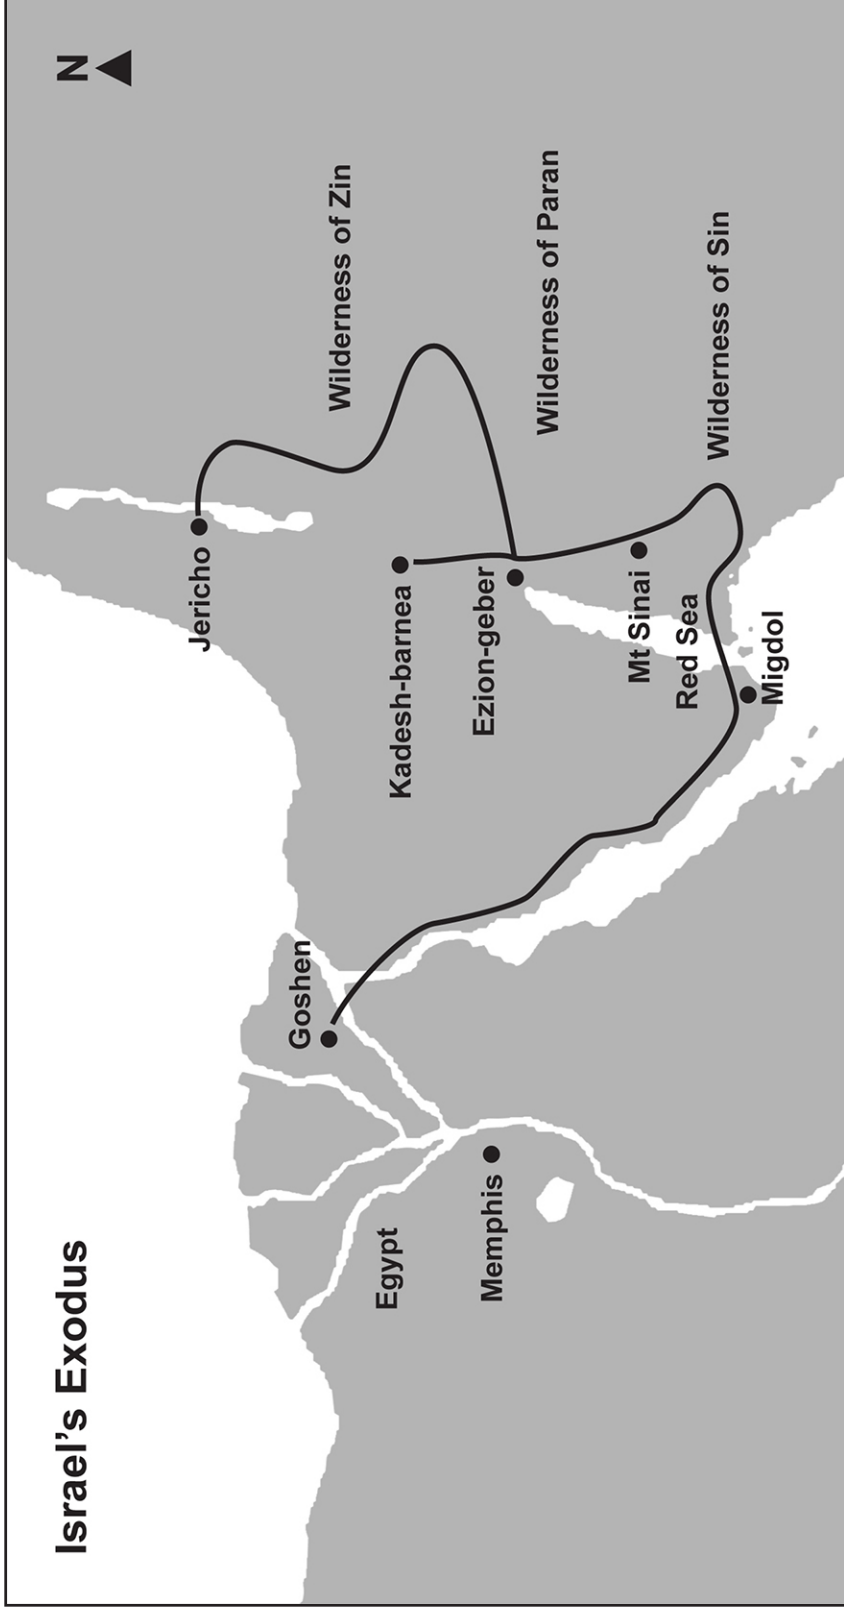 Israel's Exodus
N
Jericho
Goshen
Wilderness of Zin
Kadesh-barnea
Egypt
Ezion-geber
Memphis
Wilderness of Paran
Mt Sinai
Red Sea
Wilderness of Sin
Migdol